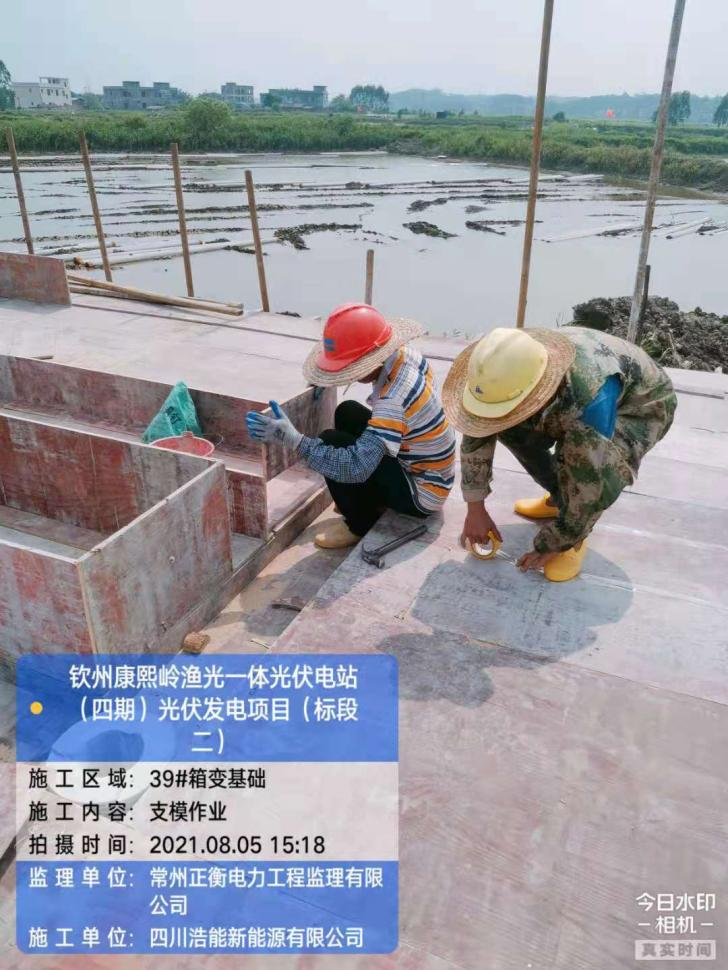 钦州康熙岭渔光一体光伏电站
（四期）光伏发电项目（标段
二）
施工区域：39#箱变基础
施工内容：支模作业
拍摄时间：2021.08.05 15:18
监理单位：常州正衡电力工程监理有限
公司
施工单位：四川浩能新能源有限公司
今日水印
－相机－
真实时间